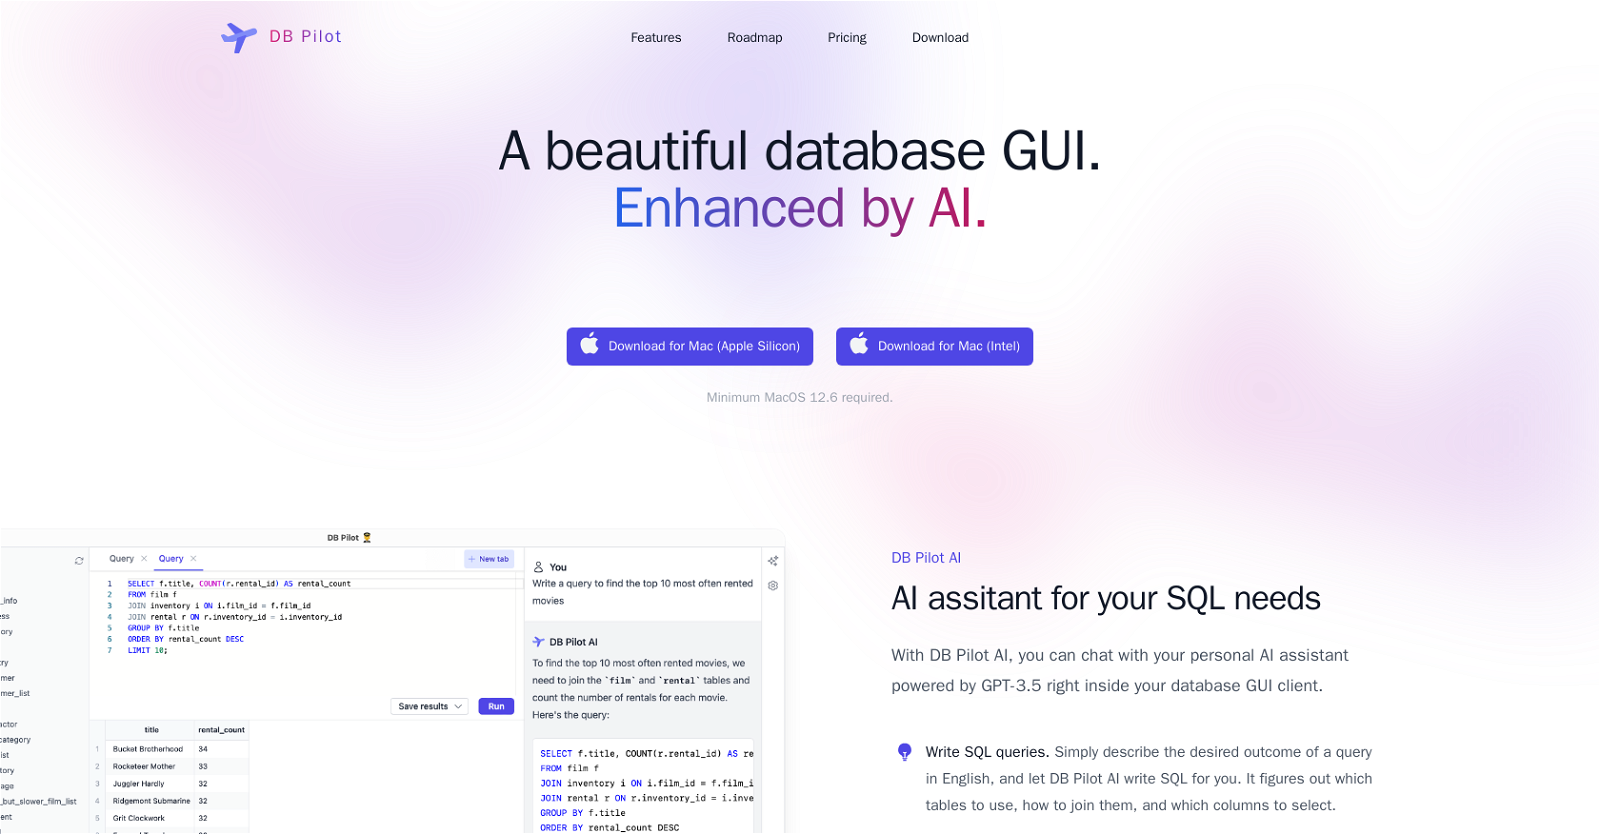 DB Pilot
Features
Roadmap
Pricing
Download
A beautiful database GUI.
Enhanced by AI.
Download for Mac (Apple Silicon)
Download for Mac (Intel)
Minimum MacOS 12.6 required.
DB Pilot
Query
Query
+ New tab
1 SELECT f.title, COUNT(r.rental_id) AS rental_count
2 FROM film f
3 JOIN inventory i ON i.film_id = f.film_id
4 JOIN rental r ON r.inventory_id = i.inventory_id
5 GROUP BY f.title
6 ORDER BY rental_count DESC
7 LIMIT 10;
Save results
Run
title rental_count
1 Bucket Brotherhood 34
2 Rocketeer Mother 33
3 Juggler Hardly 32
4 Ridgemont Submarine 32
5 Grit Clockwork 32
_info
ess
ory
ry
mer
mer_list
actor
category
ist
tory
age
_but_slower_film_list
ent
You
Write a query to find the top 10 most often rented
movies
DB Pilot AI
To find the top 10 most often rented movies, we
need to join the `film` and `rental` tables and
count the number of rentals for each movie.
Here's the query:
SELECT f.title, COUNT(r.rental_id) AS re
FROM film f
JOIN inventory i ON i.film_id = f.film_i
JOIN rental r ON r.inventory_id = i.inve
GROUP BY f.title
ORDER BY rental_count DESC
DB Pilot AI
AI assitant for your SQL needs
With DB Pilot AI, you can chat with your personal AI assistant
powered by GPT-3.5 right inside your database GUI client.
Write SQL queries. Simply describe the desired outcome of a query
in English, and let DB Pilot AI write SQL for you. It figures out which
tables to use, how to join them, and which columns to select.